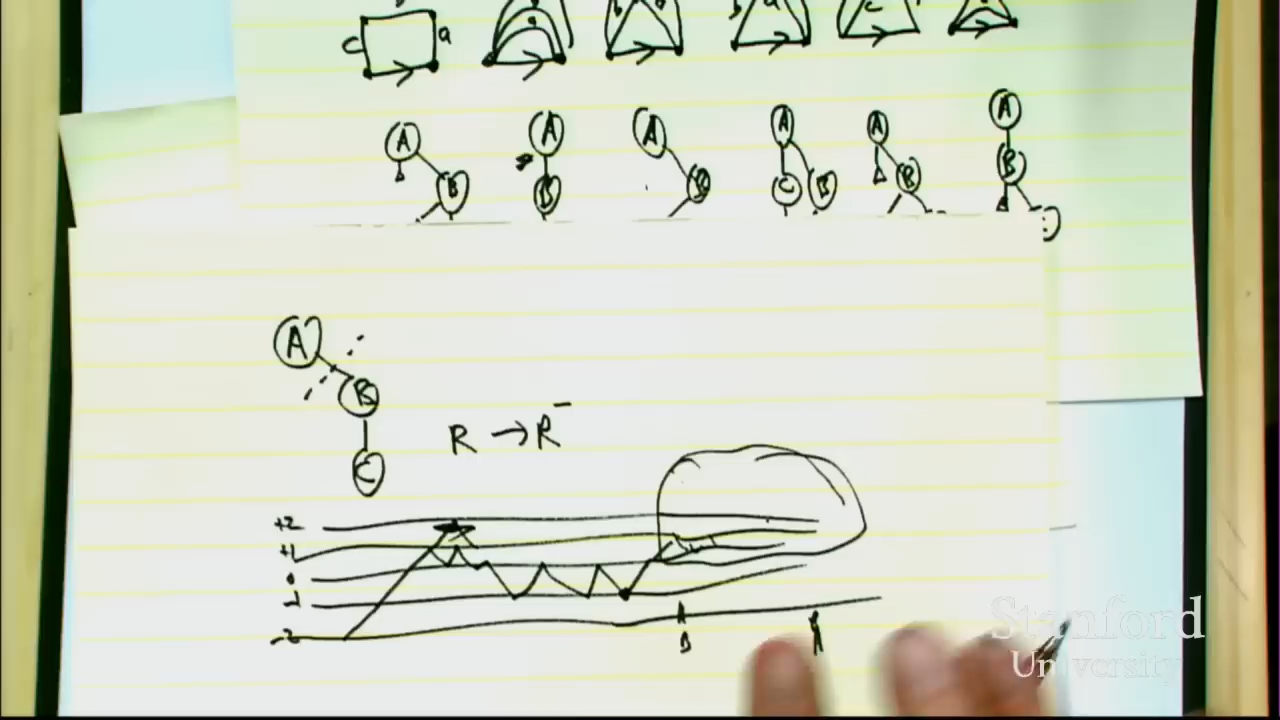 c a b a b a c
A A A A A A
B B B C B B B
A
B
C
R → R⁻
+2
+1
0
-1
-2
A
B A
Stanford
University